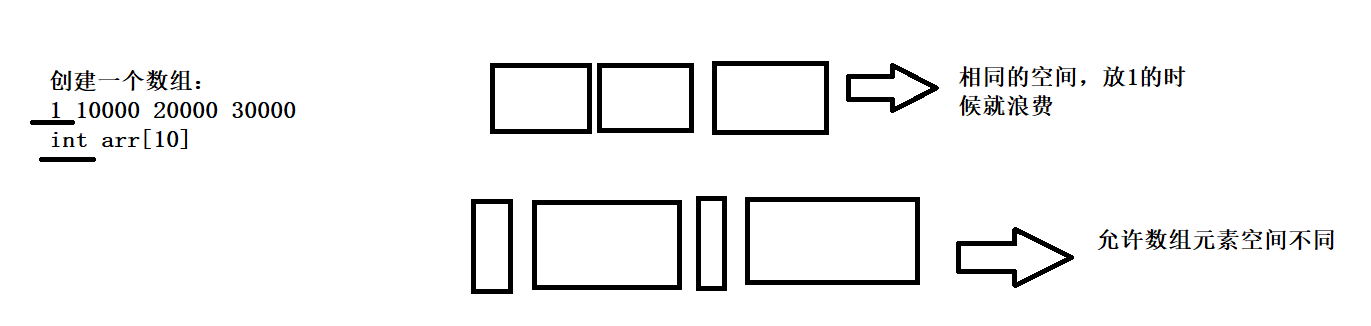 创建一个数组：
1 10000 20000 30000
int arr[10]
相同的空间，放1的时
候就浪费
允许数组元素空间不同